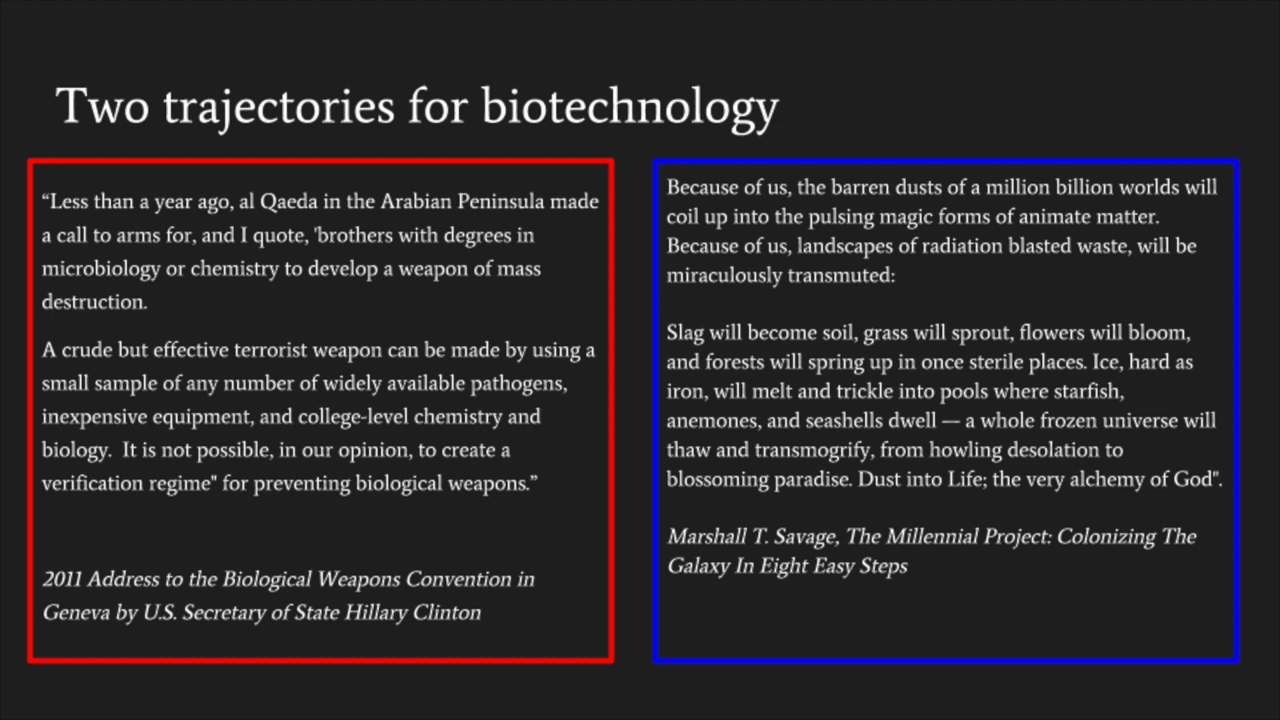 Two trajectories for biotechnology
“Less than a year ago, al Qaeda in the Arabian Peninsula made
a call to arms for, and I quote, 'brothers with degrees in
microbiology or chemistry to develop a weapon of mass
destruction.
A crude but effective terrorist weapon can be made by using a
small sample of any number of widely available pathogens,
inexpensive equipment, and college-level chemistry and
biology.  It is not possible, in our opinion, to create a
verification regime" for preventing biological weapons.”
2011 Address to the Biological Weapons Convention in
Geneva by U.S. Secretary of State Hillary Clinton
Because of us, the barren dusts of a million billion worlds will
coil up into the pulsing magic forms of animate matter.
Because of us, landscapes of radiation blasted waste, will be
miraculously transmuted:
Slag will become soil, grass will sprout, flowers will bloom,
and forests will spring up in once sterile places. Ice, hard as
iron, will melt and trickle into pools where starfish,
anemones, and seashells dwell — a whole frozen universe will
thaw and transmogrify, from howling desolation to
blossoming paradise. Dust into Life; the very alchemy of God".
Marshall T. Savage, The Millennial Project: Colonizing The
Galaxy In Eight Easy Steps